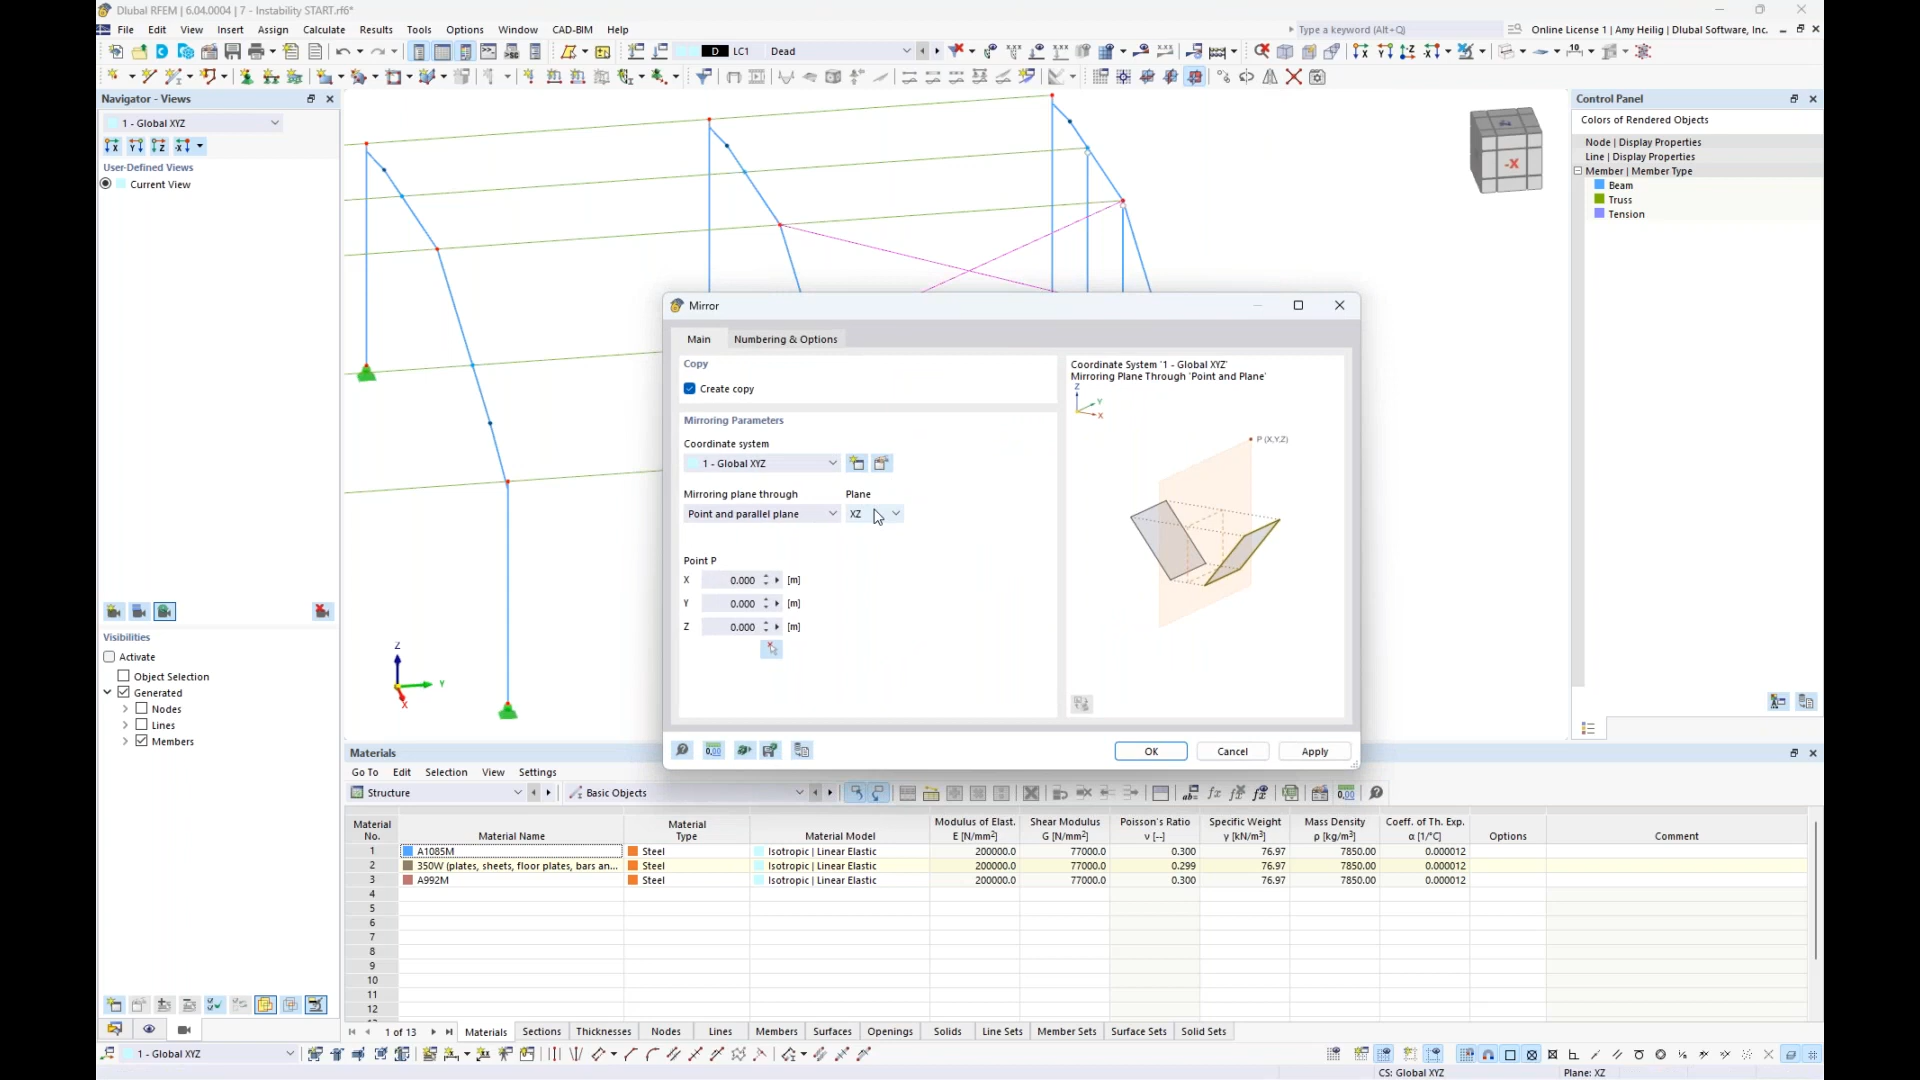 Dlubal RFEM | 6.04.0004 | 7 - Instability START.rf6*
File Edit View Insert Assign Calculate Results Tools Options Window CAD-BIM Help
Type a keyword (Alt+Q)
Online License 1 | Amy Heilig | Dlubal Software, Inc.
D LC1 Dead
Navigator - Views
1 - Global XYZ
User-Defined Views
Current View
Visibilities
Activate
Object Selection
Generated
Nodes
Lines
Members
1 - Global XYZ
Z
Y
X
-X
Control Panel
Colors of Rendered Objects
Node | Display Properties
Line | Display Properties
Member | Member Type
Beam
Truss
Tension
Mirror
Main Numbering & Options
Copy
Create copy
Mirroring Parameters
Coordinate system
1 - Global XYZ
Mirroring plane through Plane
Point and parallel plane XZ
Point P
X 0.000 [m]
Y 0.000 [m]
Z 0.000 [m]
Coordinate System '1 - Global XYZ'
Mirroring Plane Through 'Point and Plane'
Z
Y
X
P (X,Y,Z)
OK Cancel Apply
Materials
Go To Edit Selection View Settings
Structure Basic Objects
Material No. Material Name Material Type Material Model Modulus of Elast. E [N/mm²] Shear Modulus G [N/mm²] Poisson's Ratio ν [--] Specific Weight γ [kN/m³] Mass Density ρ [kg/m³] Coeff. of Th. Exp. α [1/°C] Options Comment
1 A1085M Steel Isotropic | Linear Elastic 200000.0 77000.0 0.300 76.97 7850.00 0.000012
2 350W (plates, sheets, floor plates, bars an... Steel Isotropic | Linear Elastic 200000.0 77000.0 0.299 76.97 7850.00 0.000012
3 A992M Steel Isotropic | Linear Elastic 200000.0 77000.0 0.300 76.97 7850.00 0.000012
4
5
6
7
8
9
10
11
12
1 of 13 Materials Sections Thicknesses Nodes Lines Members Surfaces Openings Solids Line Sets Member Sets Surface Sets Solid Sets
CS: Global XYZ Plane: XZ